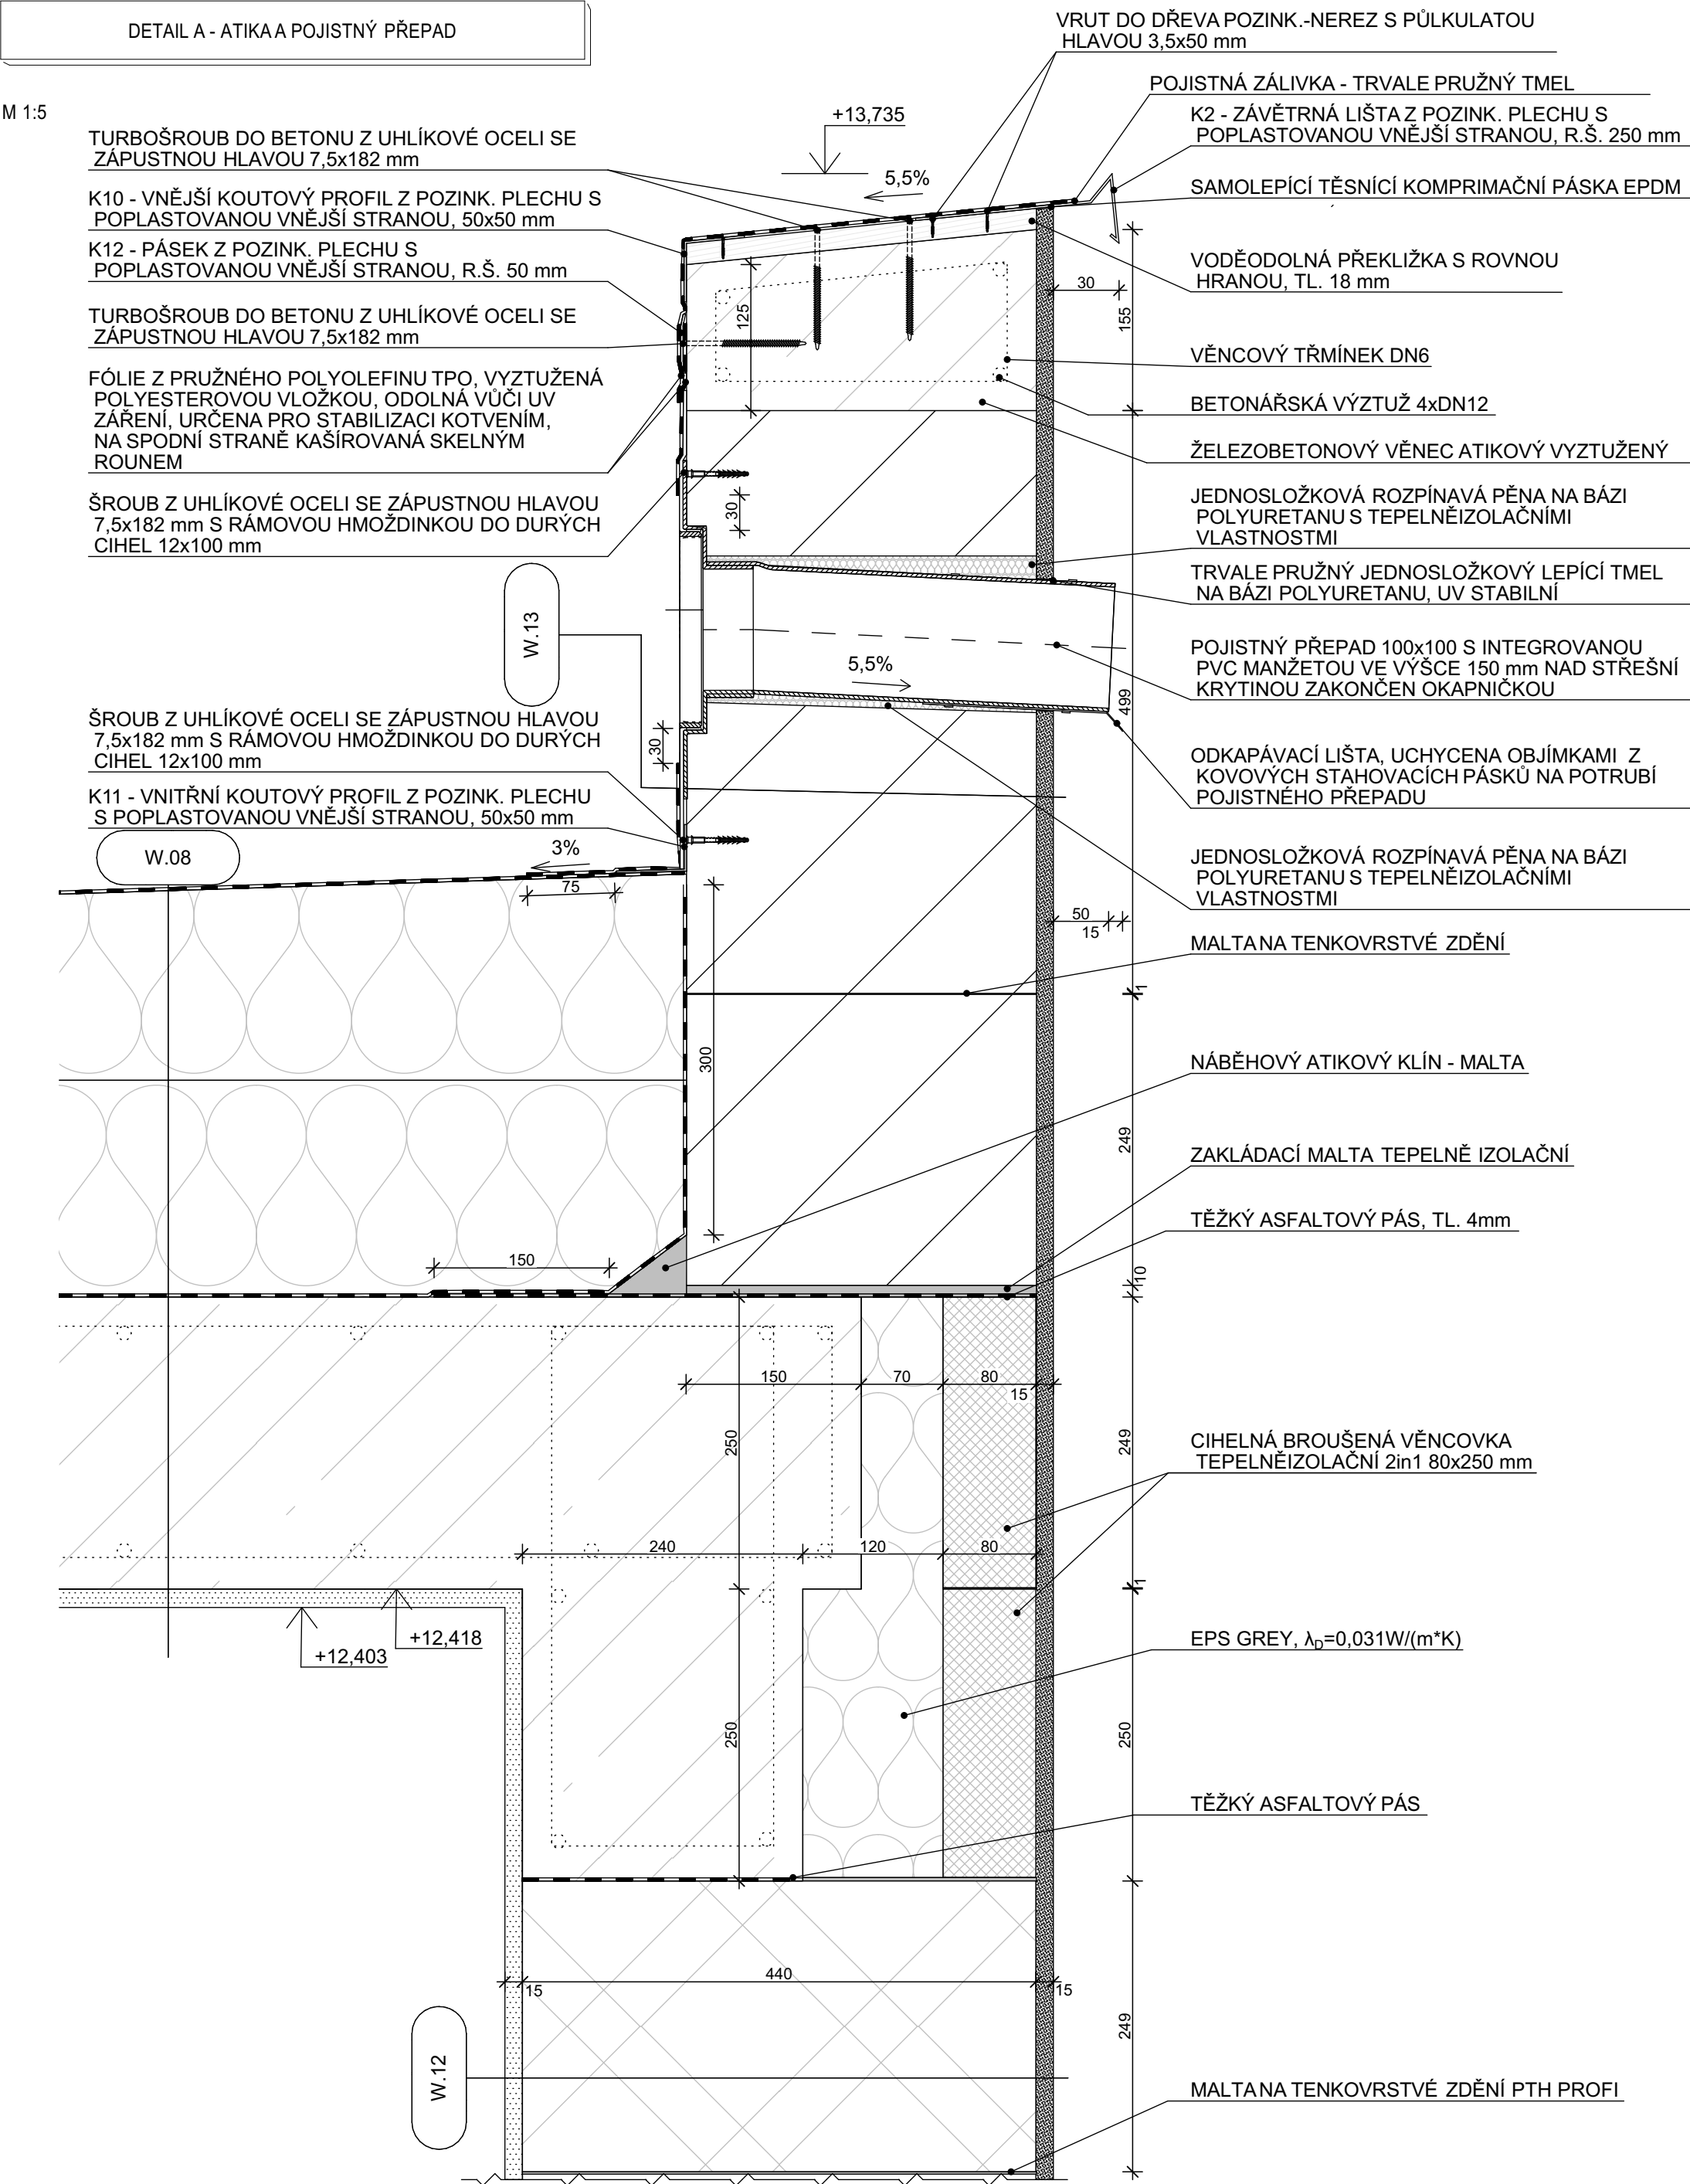 DETAIL A - ATIKA A POJISTNÝ PŘEPAD
M 1:5
TURBOŠROUB DO BETONU Z UHLÍKOVÉ OCELI SE
ZÁPUSTNOU HLAVOU 7,5x182 mm
K10 - VNĚJŠÍ KOUTOVÝ PROFIL Z POZINK. PLECHU S
POPLASTOVANOU VNĚJŠÍ STRANOU, 50x50 mm
K12 - PÁSEK Z POZINK. PLECHU S
POPLASTOVANOU VNĚJŠÍ STRANOU, R.Š. 50 mm
TURBOŠROUB DO BETONU Z UHLÍKOVÉ OCELI SE
ZÁPUSTNOU HLAVOU 7,5x182 mm
FÓLIE Z PRUŽNÉHO POLYOLEFINU TPO, VYZTUŽENÁ
POLYESTEROVOU VLOŽKOU, ODOLNÁ VŮČI UV
ZÁŘENÍ, URČENA PRO STABILIZACI KOTVENÍM,
NA SPODNÍ STRANĚ KAŠÍROVANÁ SKELNÝM
ROUNEM
ŠROUB Z UHLÍKOVÉ OCELI SE ZÁPUSTNOU HLAVOU
7,5x182 mm S RÁMOVOU HMOŽDINKOU DO DURÝCH
CIHEL 12x100 mm
W.13
ŠROUB Z UHLÍKOVÉ OCELI SE ZÁPUSTNOU HLAVOU
7,5x182 mm S RÁMOVOU HMOŽDINKOU DO DURÝCH
CIHEL 12x100 mm
K11 - VNITŘNÍ KOUTOVÝ PROFIL Z POZINK. PLECHU
S POPLASTOVANOU VNĚJŠÍ STRANOU, 50x50 mm
W.08
3%
75
+13,735
5,5%
125
30
5,5%
30
300
150
150
70
80
15
250
240
120
80
250
+12,403
+12,418
15
440
15
W.12
30
155
499
50
15
1
249
10
249
1
250
249
VRUT DO DŘEVA POZINK.-NEREZ S PŮLKULATOU
HLAVOU 3,5x50 mm
POJISTNÁ ZÁLIVKA - TRVALE PRUŽNÝ TMEL
K2 - ZÁVĚTRNÁ LIŠTA Z POZINK. PLECHU S
POPLASTOVANOU VNĚJŠÍ STRANOU, R.Š. 250 mm
SAMOLEPÍCÍ TĚSNÍCÍ KOMPRIMAČNÍ PÁSKA EPDM
VODĚODOLNÁ PŘEKLIŽKA S ROVNOU
HRANOU, TL. 18 mm
VĚNCOVÝ TŘMÍNEK DN6
BETONÁŘSKÁ VÝZTUŽ 4xDN12
ŽELEZOBETONOVÝ VĚNEC ATIKOVÝ VYZTUŽENÝ
JEDNOSLOŽKOVÁ ROZPÍNAVÁ PĚNA NA BÁZI
POLYURETANU S TEPELNĚIZOLAČNÍMI
VLASTNOSTMI
TRVALE PRUŽNÝ JEDNOSLOŽKOVÝ LEPÍCÍ TMEL
NA BÁZI POLYURETANU, UV STABILNÍ
POJISTNÝ PŘEPAD 100x100 S INTEGROVANOU
PVC MANŽETOU VE VÝŠCE 150 mm NAD STŘEŠNÍ
KRYTINOU ZAKONČEN OKAPNIČKOU
ODKAPÁVACÍ LIŠTA, UCHYCENA OBJÍMKAMI Z
KOVOVÝCH STAHOVACÍCH PÁSKŮ NA POTRUBÍ
POJISTNÉHO PŘEPADU
JEDNOSLOŽKOVÁ ROZPÍNAVÁ PĚNA NA BÁZI
POLYURETANU S TEPELNĚIZOLAČNÍMI
VLASTNOSTMI
MALTA NA TENKOVRSTVÉ ZDĚNÍ
NÁBĚHOVÝ ATIKOVÝ KLÍN - MALTA
ZAKLÁDACÍ MALTA TEPELNĚ IZOLAČNÍ
TĚŽKÝ ASFALTOVÝ PÁS, TL. 4mm
CIHELNÁ BROUŠENÁ VĚNCOVKA
TEPELNĚIZOLAČNÍ 2in1 80x250 mm
EPS GREY, λD=0,031W/(m*K)
TĚŽKÝ ASFALTOVÝ PÁS
MALTA NA TENKOVRSTVÉ ZDĚNÍ PTH PROFI